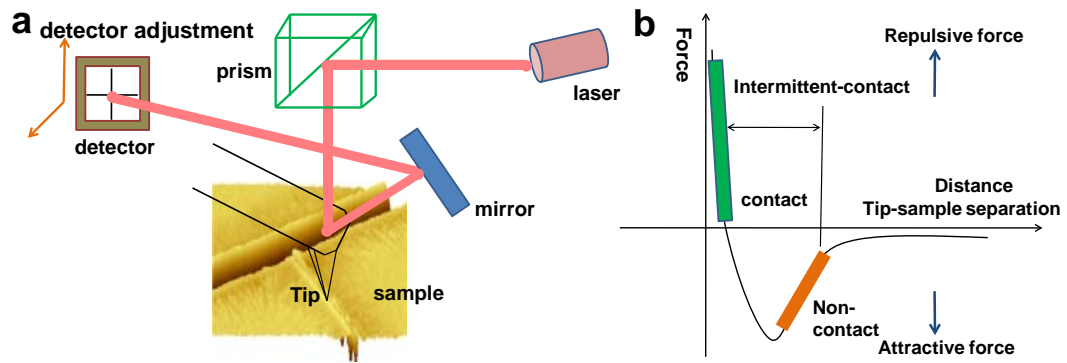 a
detector adjustment
prism
laser
detector
mirror
Tip
sample
b
Force
Repulsive force
Intermittent-contact
contact
Distance
Tip-sample separation
Non-
contact
Attractive force